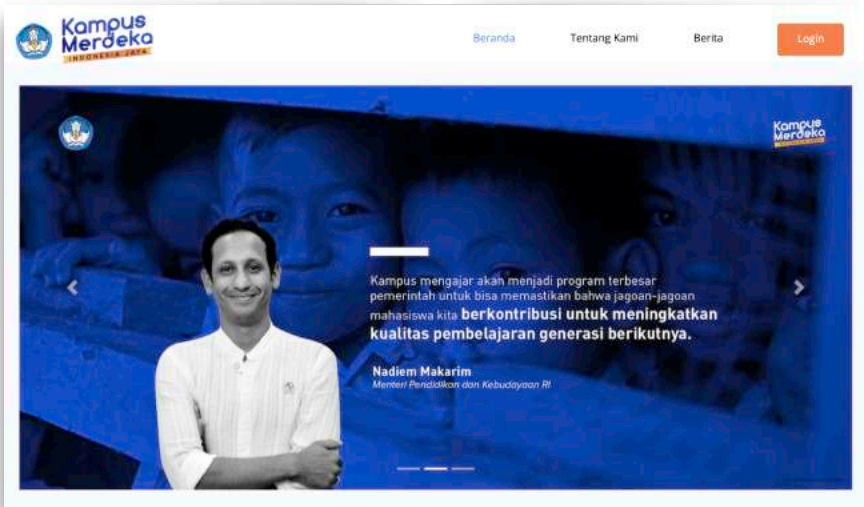 Kampus
Merdeka
INDONESIA JAYA
Beranda Tentang Kami Berita Login
Kampus
Merdeka
Kampus mengajar akan menjadi program terbesar
pemerintah untuk bisa memastikan bahwa jagoan-jagoan
mahasiswa kita berkontribusi untuk meningkatkan
kualitas pembelajaran generasi berikutnya.
Nadiem Makarim
Menteri Pendidikan dan Kebudayaan RI